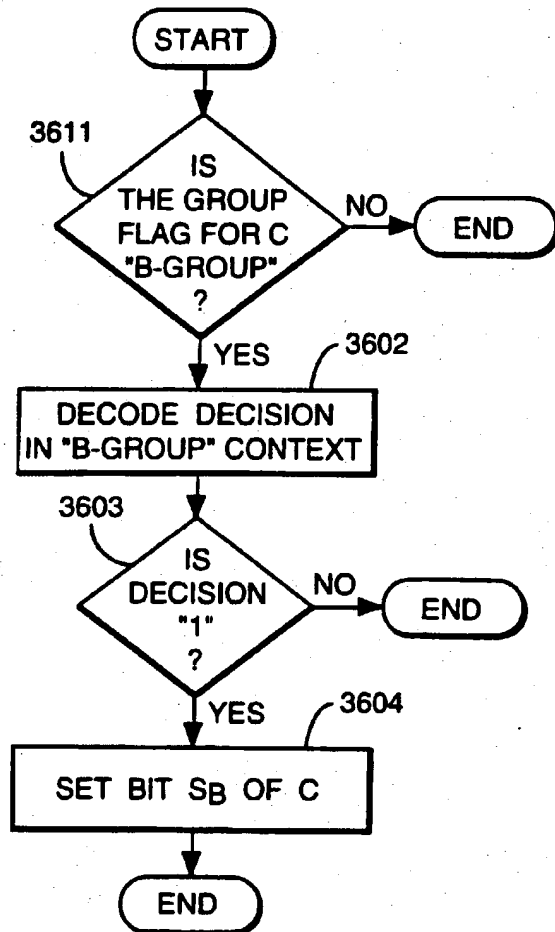 START
3611
IS
THE GROUP
FLAG FOR C
"B-GROUP"
?
NO
END
YES
3602
DECODE DECISION
IN "B-GROUP" CONTEXT
3603
IS
DECISION
"1"
?
NO
END
YES
3604
SET BIT SB OF C
END